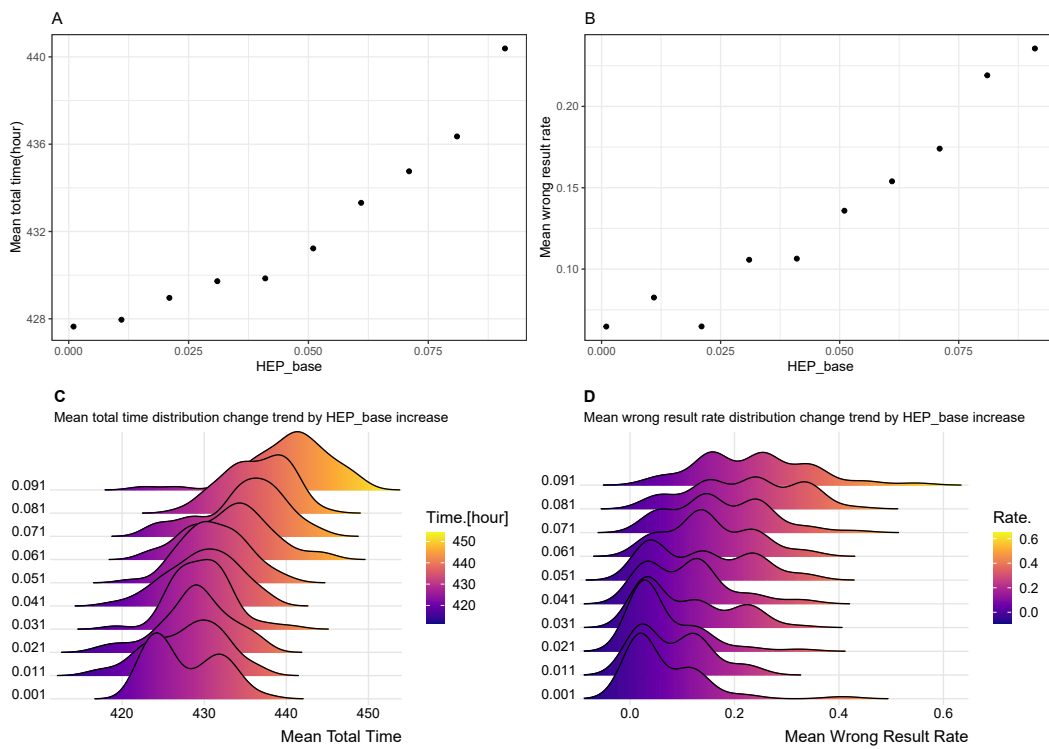 A
Mean total time(hour)
440
436
432
428
0.000 0.025 0.050 0.075
HEP_base
B
Mean wrong result rate
0.20
0.15
0.10
0.000 0.025 0.050 0.075
HEP_base
C
Mean total time distribution change trend by HEP_base increase
0.091
0.081
0.071
0.061
0.051
0.041
0.031
0.021
0.011
0.001
420 430 440 450
Mean Total Time
Time.[hour]
450
430
420
D
Mean wrong result rate distribution change trend by HEP_base increase
0.091
0.081
0.071
0.061
0.051
0.041
0.031
0.021
0.011
0.001
0.0 0.2 0.4 0.6
Mean Wrong Result Rate
Rate.
0.6
0.4
0.2
0.0